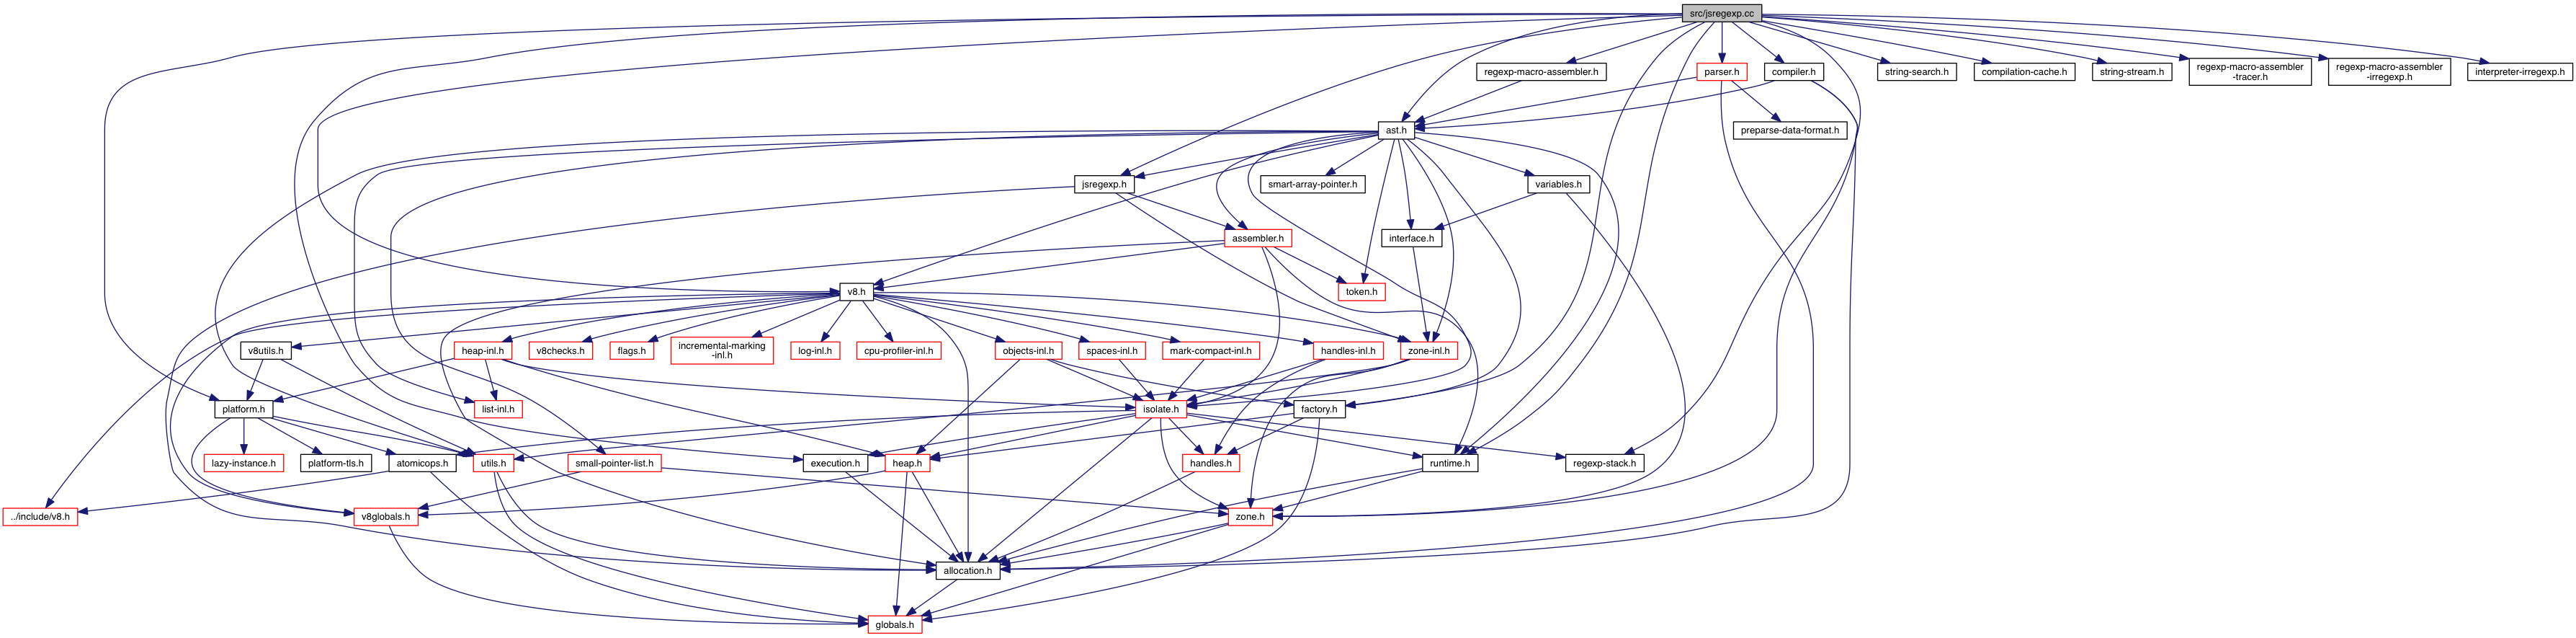 src/jsregexp.cc
regexp-macro-assembler.h
parser.h
compiler.h
string-search.h
compilation-cache.h
string-stream.h
regexp-macro-assembler
-tracer.h
regexp-macro-assembler
-irregexp.h
interpreter-irregexp.h
ast.h
preparse-data-format.h
jsregexp.h
smart-array-pointer.h
variables.h
assembler.h
interface.h
v8.h
token.h
v8utils.h
heap-inl.h
v8checks.h
flags.h
incremental-marking
-inl.h
log-inl.h
cpu-profiler-inl.h
objects-inl.h
spaces-inl.h
mark-compact-inl.h
handles-inl.h
zone-inl.h
platform.h
list-inl.h
isolate.h
factory.h
lazy-instance.h
platform-tls.h
atomicops.h
utils.h
small-pointer-list.h
execution.h
heap.h
handles.h
runtime.h
regexp-stack.h
../include/v8.h
v8globals.h
zone.h
allocation.h
globals.h